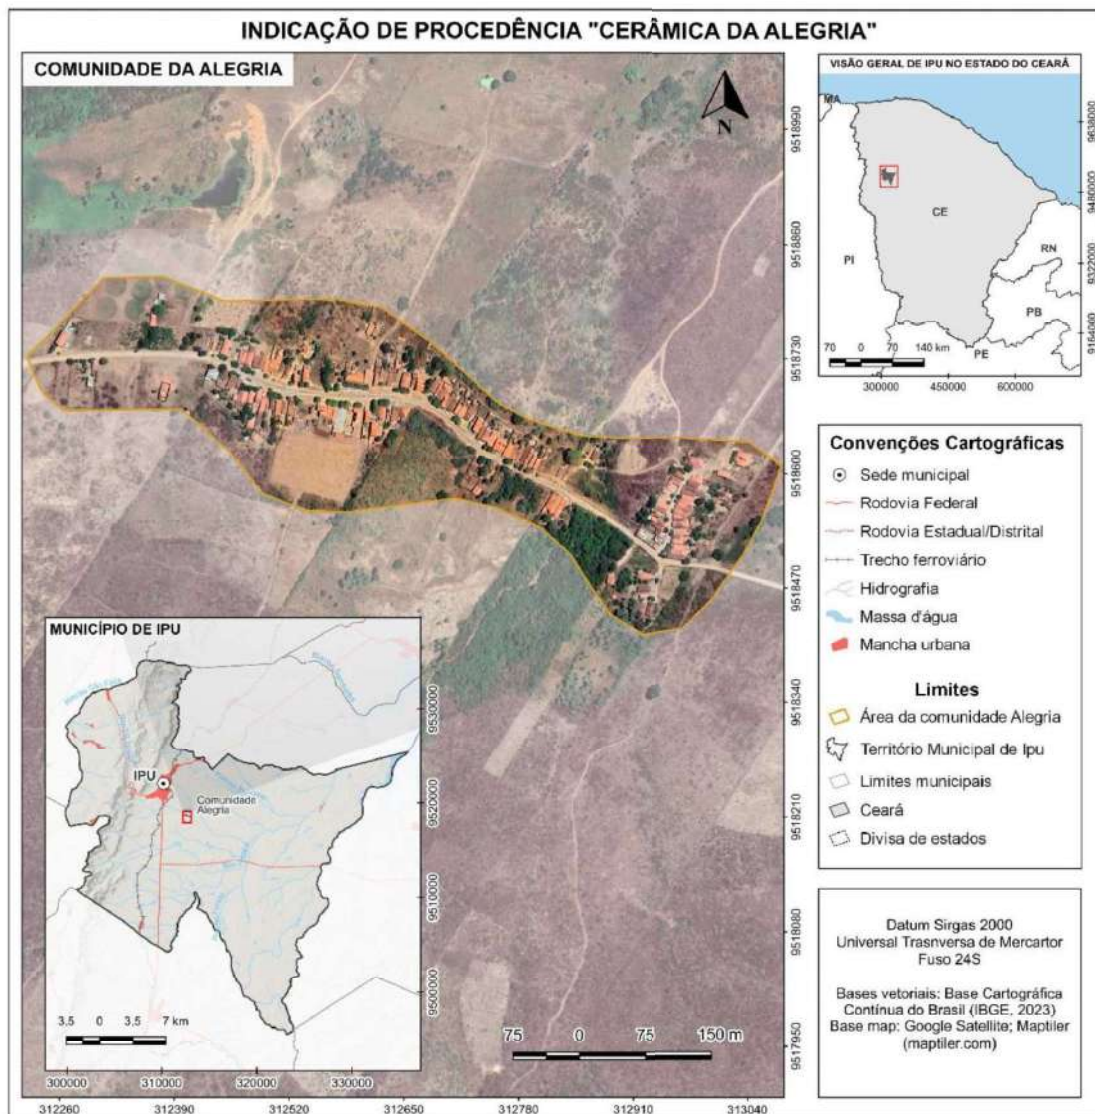 INDICAÇÃO DE PROCEDÊNCIA "CERÂMICA DA ALEGRIA"
COMUNIDADE DA ALEGRIA
N
9518990
9518860
9518730
9518600
9518470
9518340
9518210
9518080
9517950
312260
312390
312520
312650
312780
312910
313040
75
0
75
150 m
MUNICÍPIO DE IPU
IPU
Comunidade
Alegria
9530000
9520000
9510000
9500000
3,5
0
3,5
7 km
300000
310000
320000
330000
VISÃO GERAL DE IPU NO ESTADO DO CEARÁ
MA
CE
PI
RN
PB
PE
9638000
9480000
9322000
9164000
70
0
70
140 km
300000
450000
600000
Convenções Cartográficas
Sede municipal
Rodovia Federal
Rodovia Estadual/Distrital
Trecho ferroviário
Hidrografia
Massa d'água
Mancha urbana
Limites
Área da comunidade Alegria
Território Municipal de Ipu
Limites municipais
Ceará
Divisa de estados
Datum Sirgas 2000
Universal Trasnversa de Mercartor
Fuso 24S
Bases vetoriais: Base Cartográfica
Contínua do Brasil (IBGE, 2023)
Base map: Google Satellite; Maptiler
(maptiler.com)